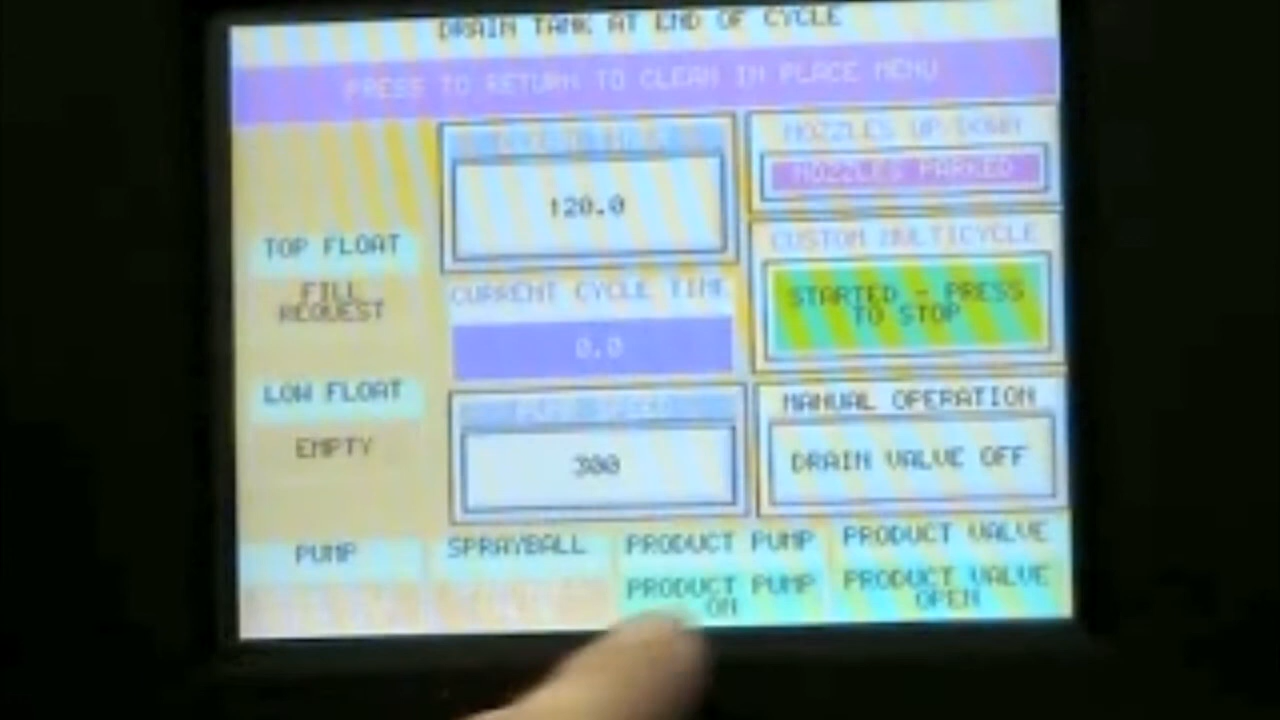 DRAIN TANK AT END OF CYCLE
PRESS TO RETURN TO CLEAN IN PLACE MENU
NOZZLES UP/DOWN
NOZZLES PARKED
120.0
CUSTOM MULTICYCLE
TOP FLOAT
FILL
REQUEST
CURRENT CYCLE TIME
STARTED - PRESS
TO STOP
0.0
LOW FLOAT
PUMP SPEED
MANUAL OPERATION
EMPTY
300
DRAIN VALVE OFF
PUMP
SPRAYBALL
PRODUCT PUMP
PRODUCT VALVE
PRODUCT PUMP
ON
PRODUCT VALVE
OPEN